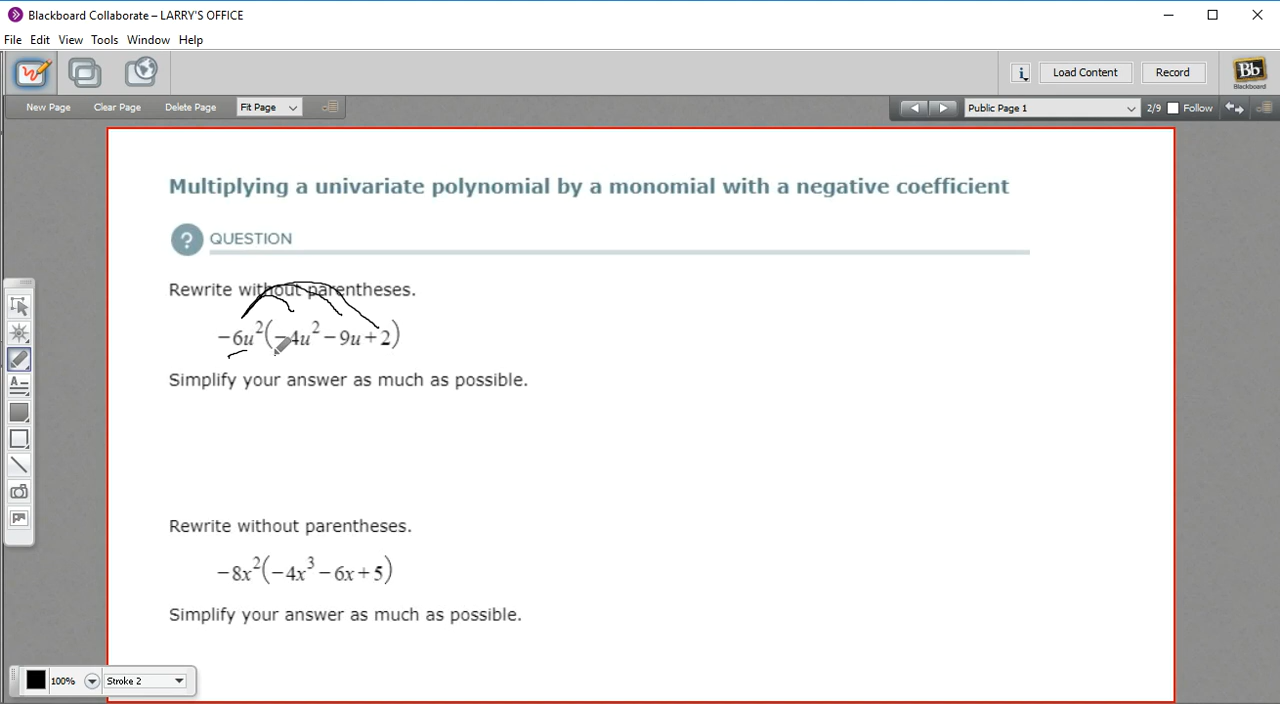 Blackboard Collaborate – LARRY'S OFFICE
File Edit View Tools Window Help
i Load Content Record Bb Blackboard
New Page Clear Page Delete Page Fit Page Public Page 1 2/9 Follow
Multiplying a univariate polynomial by a monomial with a negative coefficient
? QUESTION
Rewrite without parentheses.
−6u²(−4u² − 9u + 2)
Simplify your answer as much as possible.
Rewrite without parentheses.
−8x²(−4x³ − 6x + 5)
Simplify your answer as much as possible.
100% Stroke 2